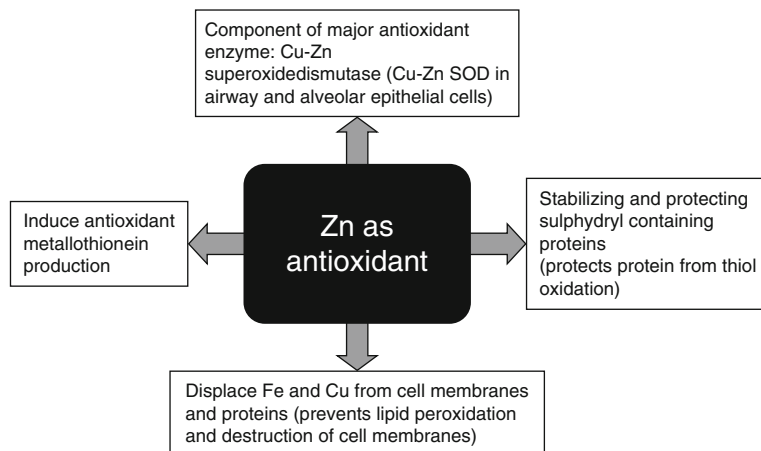 Component of major antioxidant
enzyme: Cu-Zn
superoxidedismutase (Cu-Zn SOD in
airway and alveolar epithelial cells)
Induce antioxidant
metallothionein
production
Zn as
antioxidant
Stabilizing and protecting
sulphydryl containing
proteins
(protects protein from thiol
oxidation)
Displace Fe and Cu from cell membranes
and proteins (prevents lipid peroxidation
and destruction of cell membranes)